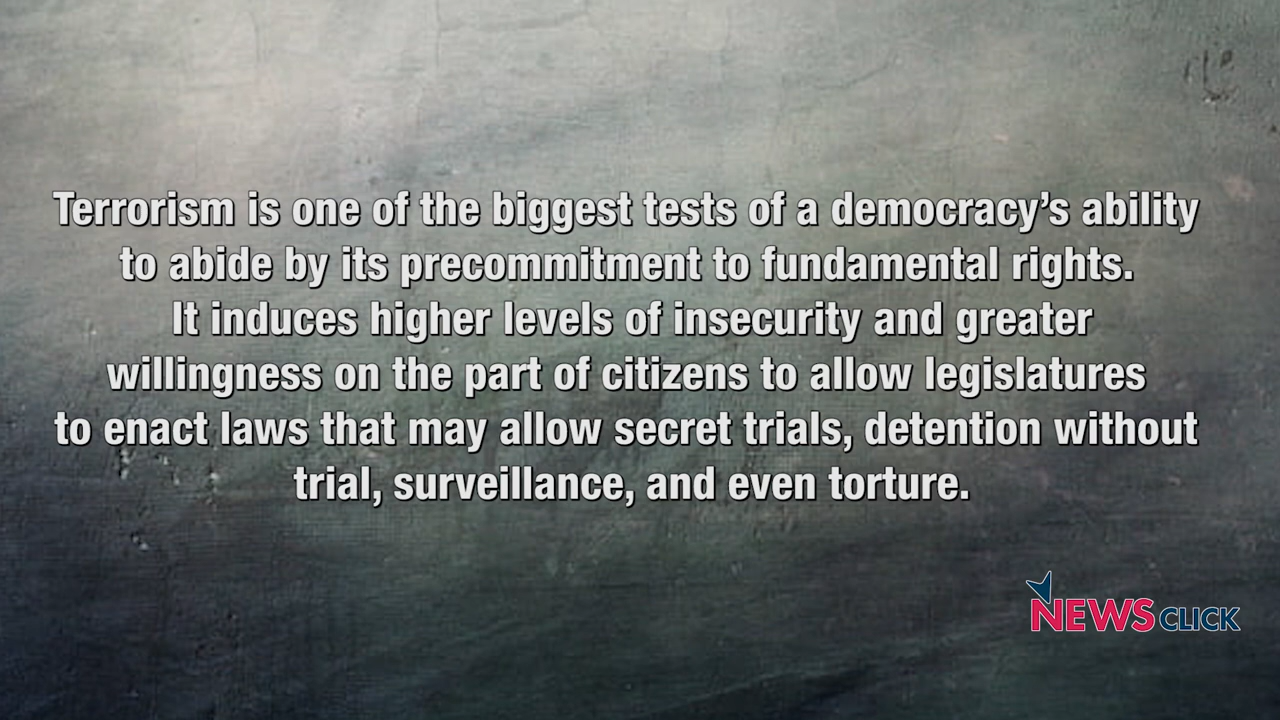 Terrorism is one of the biggest tests of a democracy’s ability
to abide by its precommitment to fundamental rights.
It induces higher levels of insecurity and greater
willingness on the part of citizens to allow legislatures
to enact laws that may allow secret trials, detention without
trial, surveillance, and even torture.
NEWSCLICK